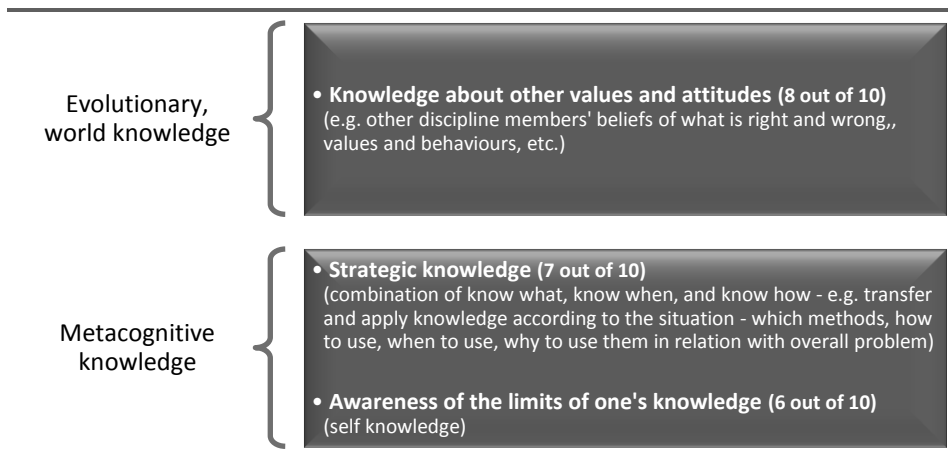 Evolutionary,
world knowledge
• Knowledge about other values and attitudes (8 out of 10)
(e.g. other discipline members' beliefs of what is right and wrong,,
values and behaviours, etc.)
Metacognitive
knowledge
• Strategic knowledge (7 out of 10)
(combination of know what, know when, and know how - e.g. transfer
and apply knowledge according to the situation - which methods, how
to use, when to use, why to use them in relation with overall problem)
• Awareness of the limits of one's knowledge (6 out of 10)
(self knowledge)